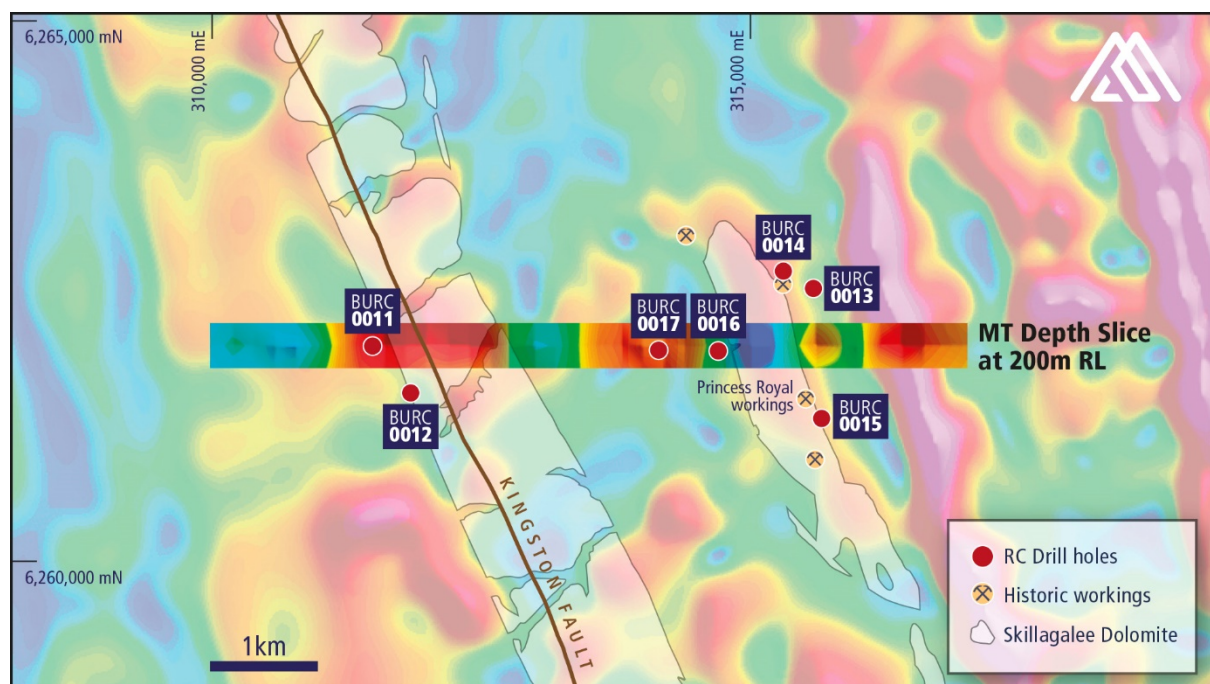 6,265,000 mN
310,000 mE
315,000 mE
BURC
0014
BURC
0013
BURC
0011
BURC
0017
BURC
0016
MT Depth Slice
at 200m RL
Princess Royal
workings
BURC
0015
BURC
0012
KINGSTON FAULT
6,260,000 mN
1km
RC Drill holes
Historic workings
Skillagalee Dolomite